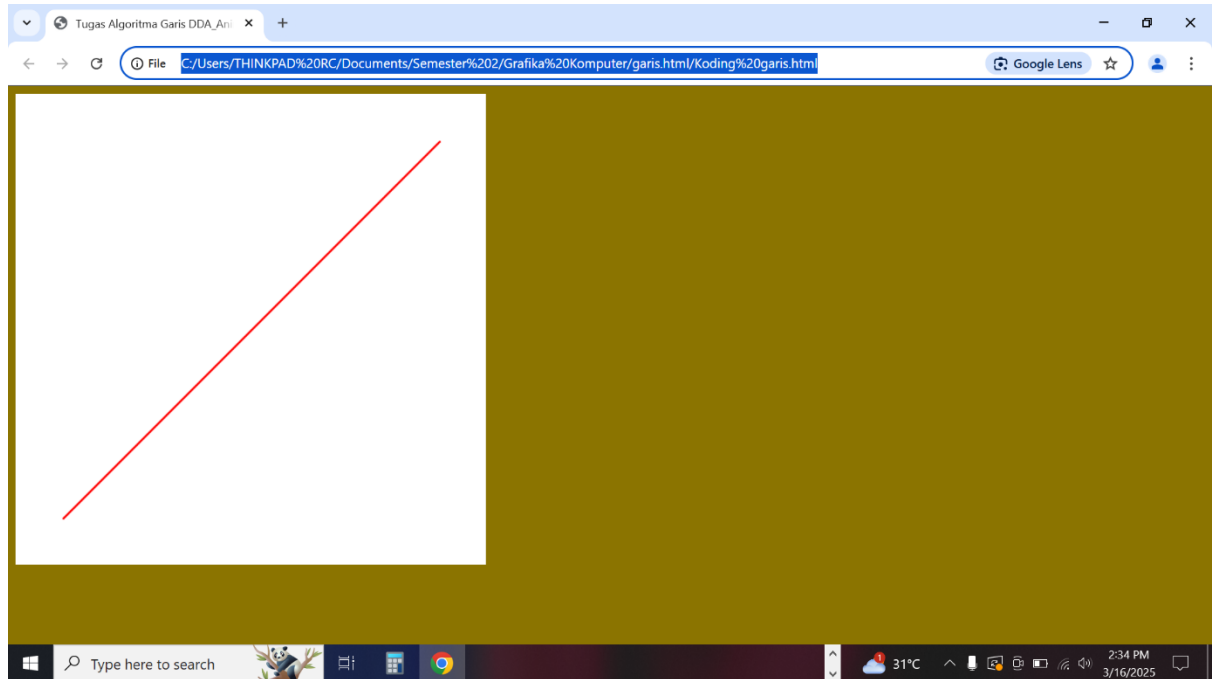 Tugas Algoritma Garis DDA_Ani
File C:/Users/THINKPAD%20RC/Documents/Semester%202/Grafika%20Komputer/garis.html/Koding%20garis.html Google Lens
Type here to search 1 31°C 2:34 PM
3/16/2025